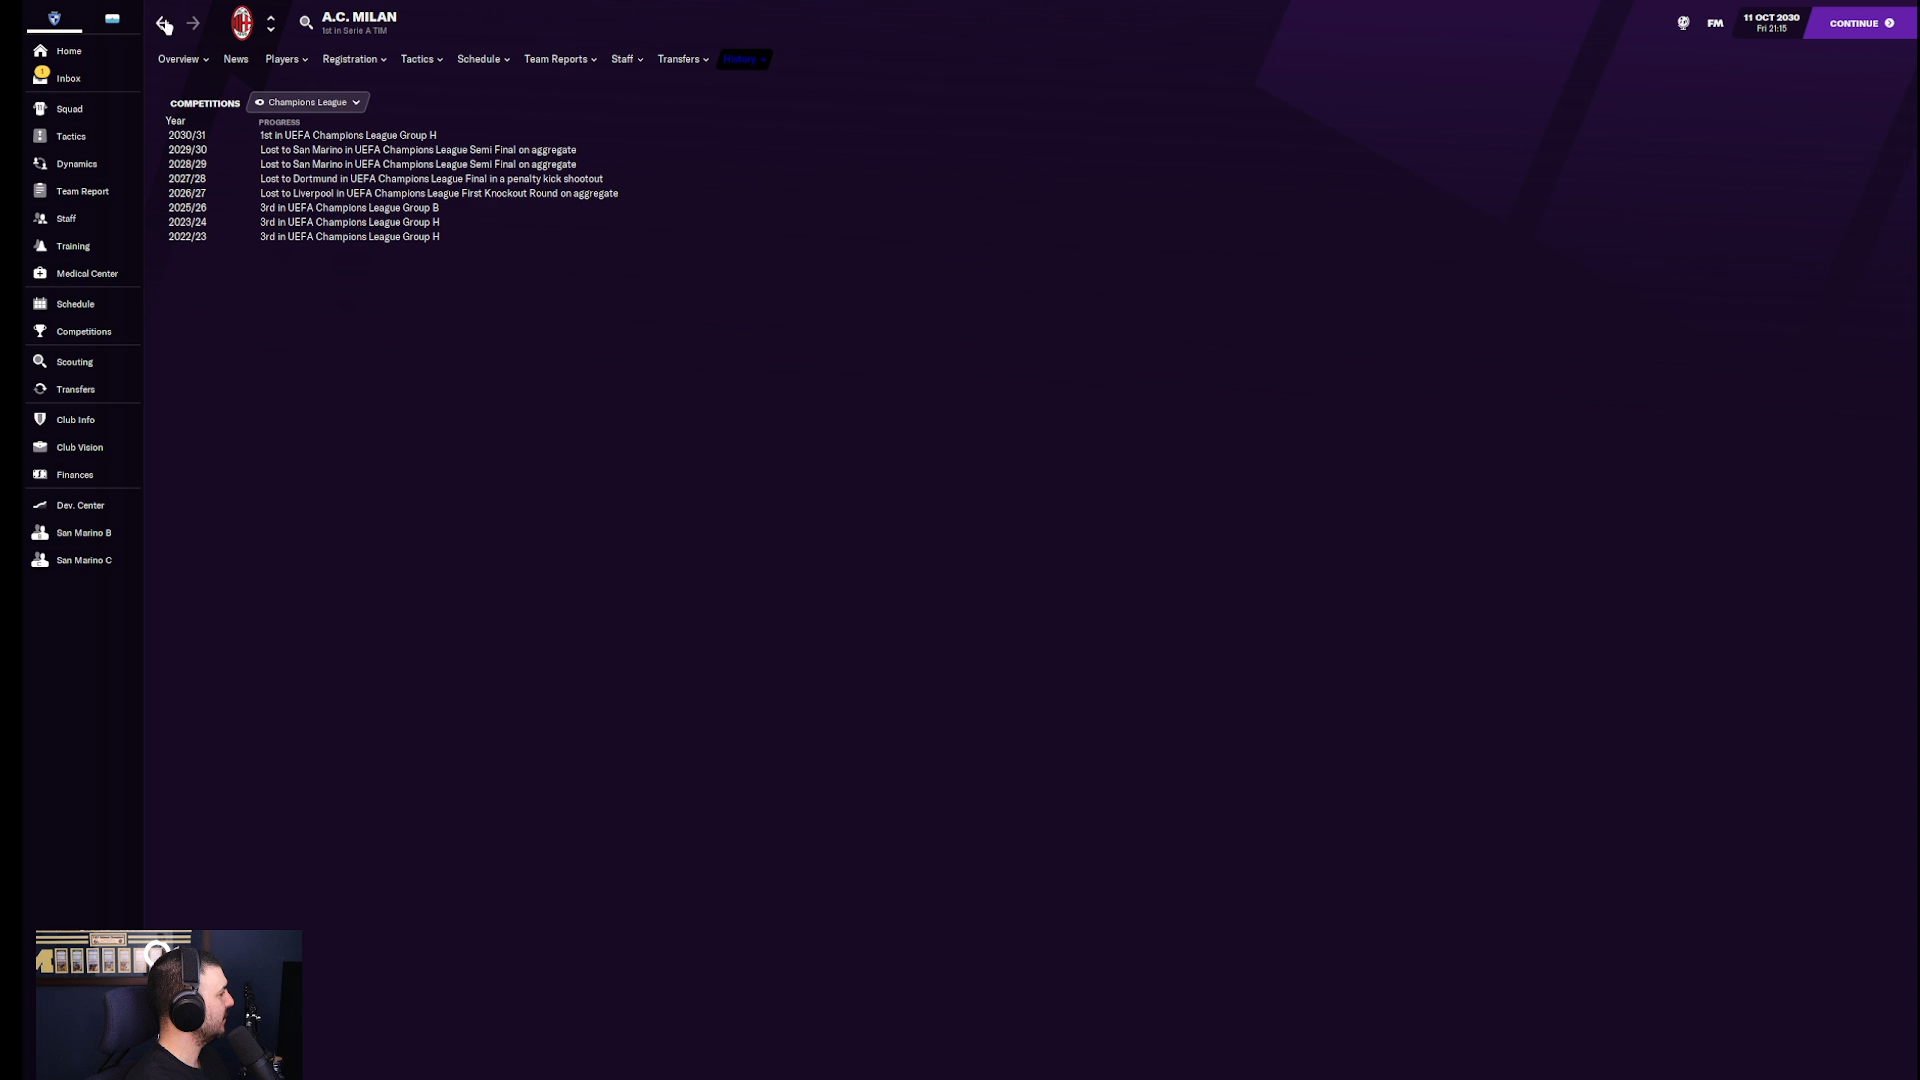 A.C. MILAN
1st in Serie A TIM
FM
11 OCT 2030
Fri 21:15
CONTINUE
Overview
News
Players
Registration
Tactics
Schedule
Team Reports
Staff
Transfers
History
Home
1
Inbox
Squad
Tactics
Dynamics
Team Report
Staff
Training
Medical Center
Schedule
Competitions
Scouting
Transfers
Club Info
Club Vision
Finances
Dev. Center
San Marino B
San Marino C
COMPETITIONS Champions League
Year PROGRESS
2030/31 1st in UEFA Champions League Group H
2029/30 Lost to San Marino in UEFA Champions League Semi Final on aggregate
2028/29 Lost to San Marino in UEFA Champions League Semi Final on aggregate
2027/28 Lost to Dortmund in UEFA Champions League Final in a penalty kick shootout
2026/27 Lost to Liverpool in UEFA Champions League First Knockout Round on aggregate
2025/26 3rd in UEFA Champions League Group B
2023/24 3rd in UEFA Champions League Group H
2022/23 3rd in UEFA Champions League Group H